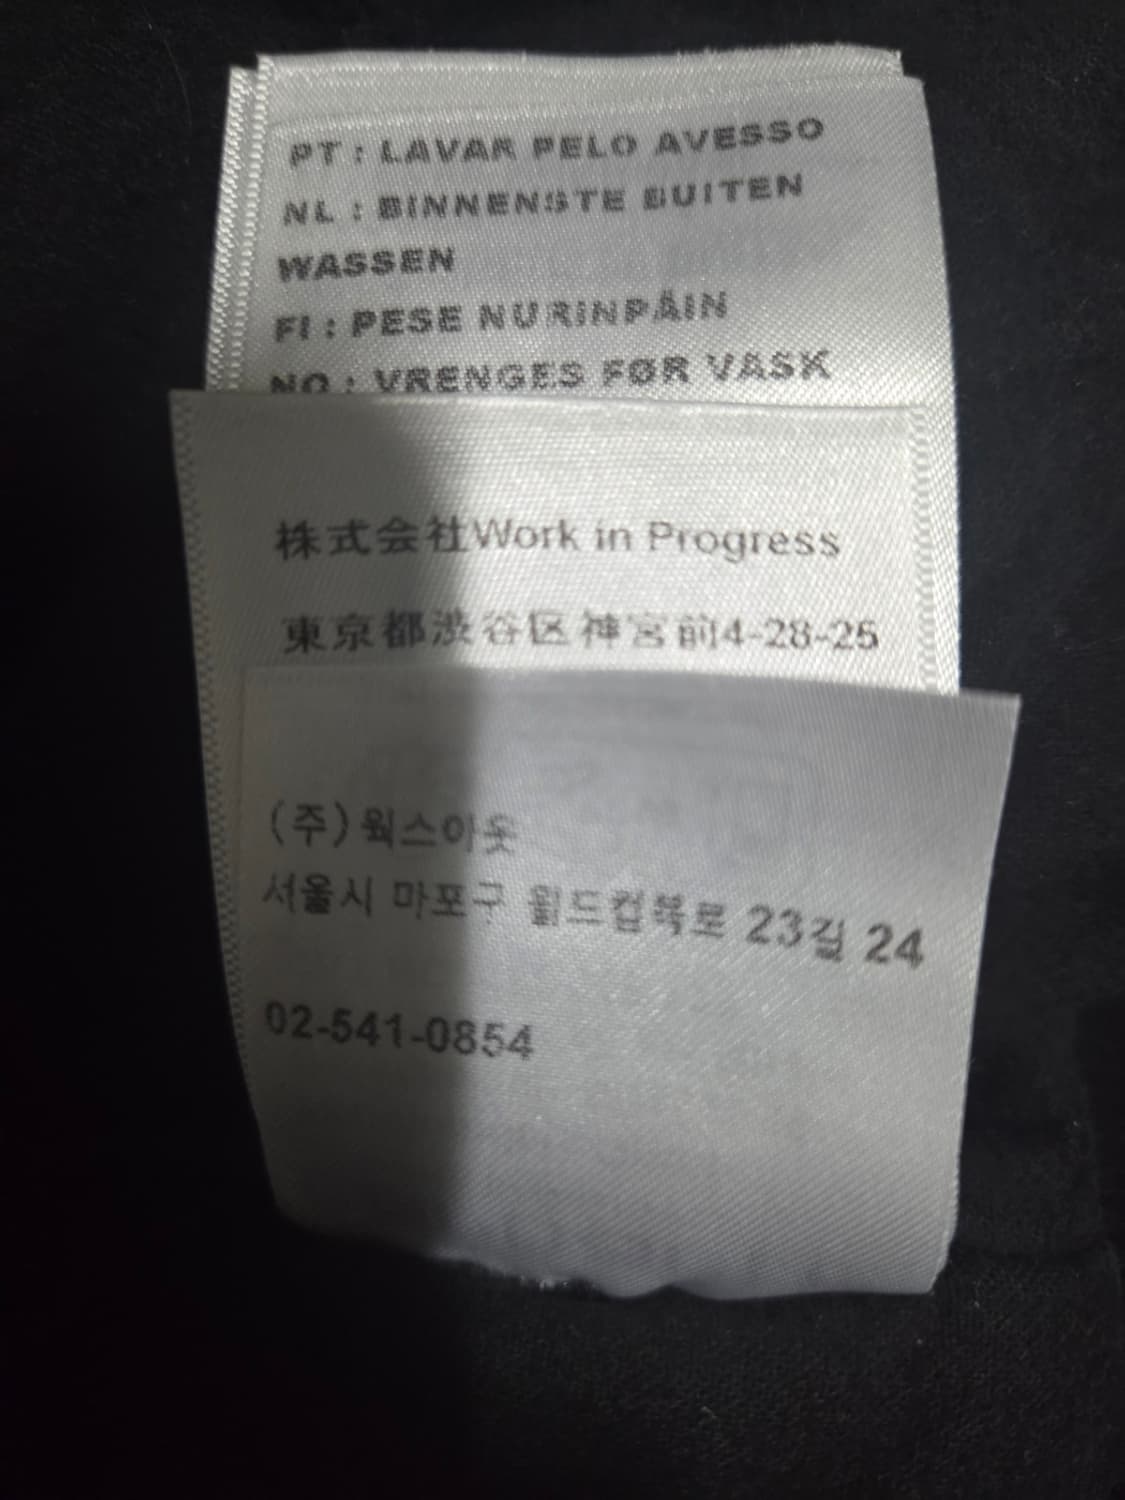 PT : LAVAR PELO AVESSO
NL : BINNENSTE BUITEN
WASSEN
FI : PESE NURINPÄIN
NO : VRENGES FØR VASK
株式会社Work in Progress
東京都渋谷区神宮前4-28-25
(주)웍스아웃
서울시 마포구 월드컵북로 23길 24
02-541-0854